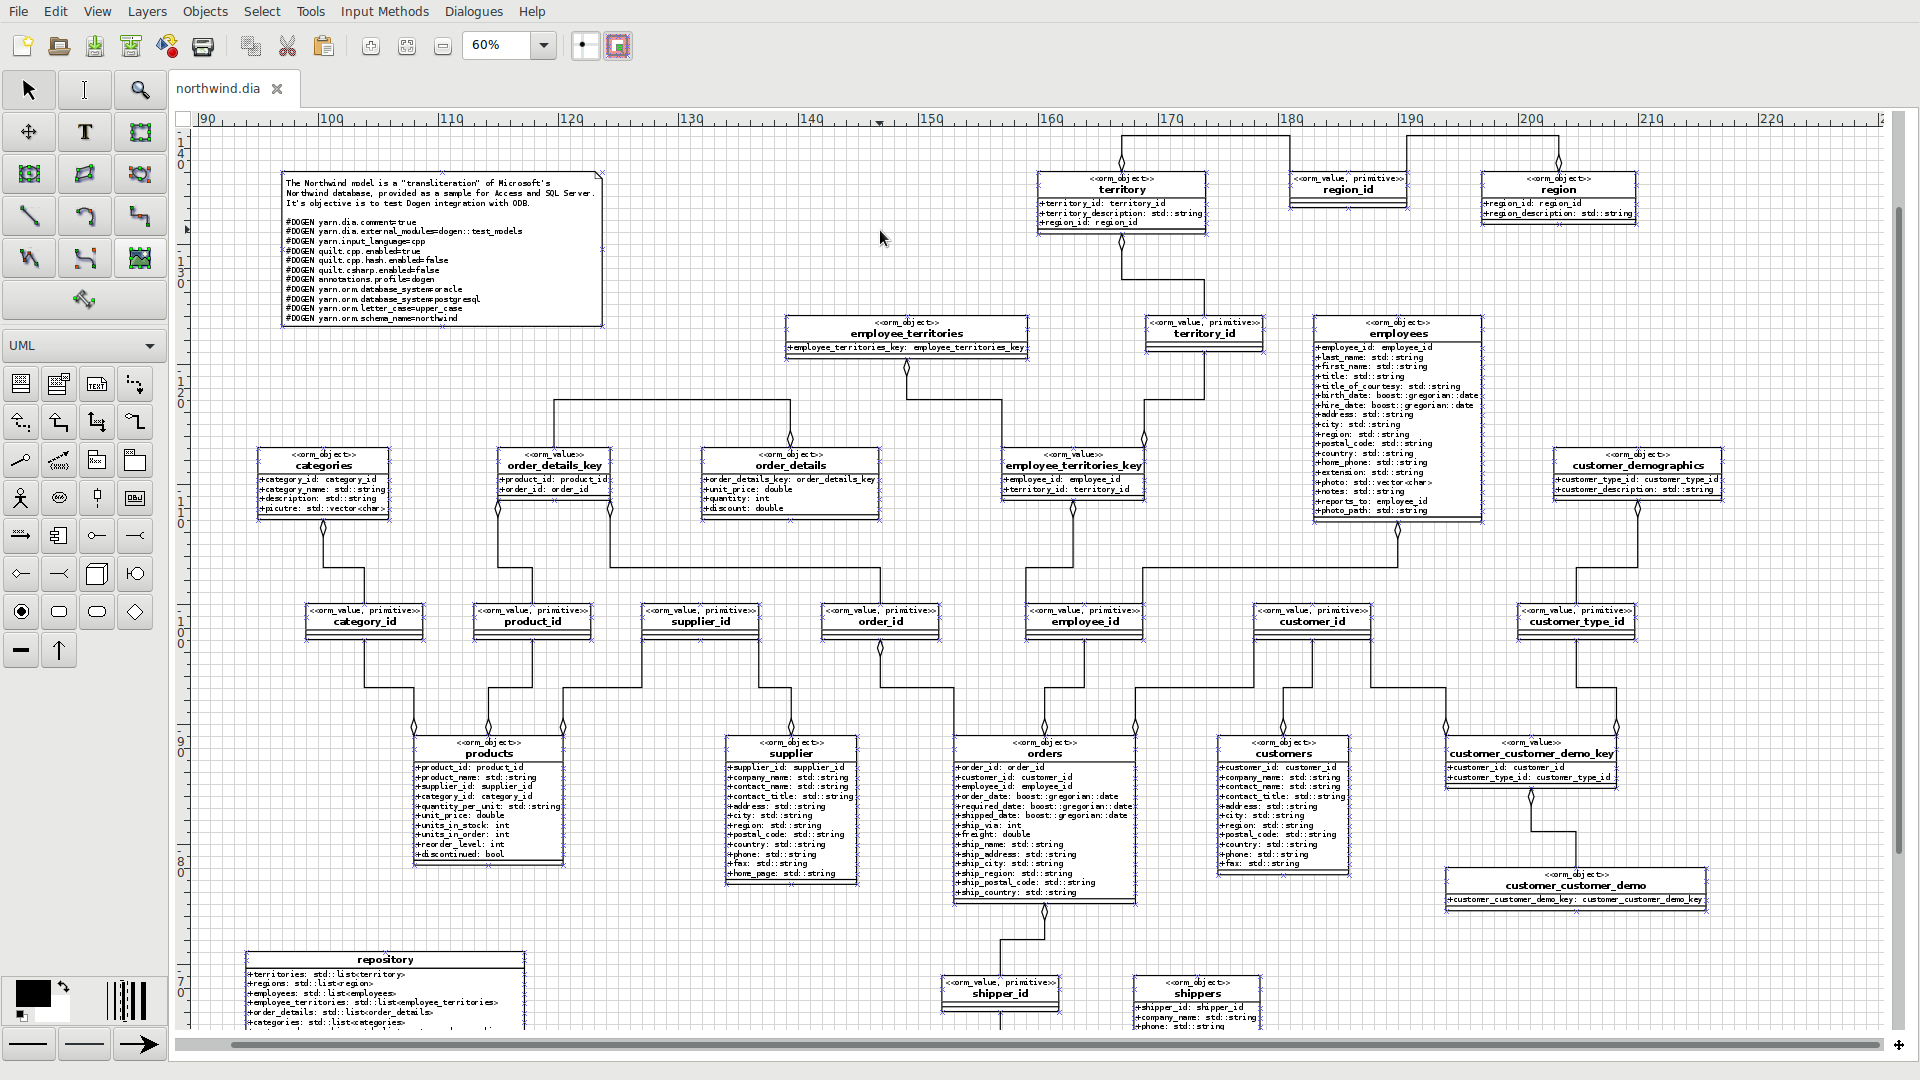 File Edit View Layers Objects Select Tools Input Methods Dialogues Help
60%
northwind.dia
90 100 110 120 130 140 150 160 170 180 190 200 210 220
UML
The Northwind model is a "transliteration" of Microsoft's
Northwind database, provided as a sample for Access and SQL Server.
It's objective is to test Dogen integration with ODB.
#DOGEN yarn.dia.comment=true
#DOGEN yarn.dia.external_modules=dogen::test_models
#DOGEN yarn.input_language=cpp
#DOGEN quilt.cpp.enabled=true
#DOGEN quilt.cpp.hash.enabled=false
#DOGEN quilt.csharp.enabled=false
#DOGEN annotations.profile=dogen
#DOGEN yarn.orm.database_system=oracle
#DOGEN yarn.orm.database_system=postgresql
#DOGEN yarn.orm.letter_case=upper_case
#DOGEN yarn.orm.schema_name=northwind
<<orm_object>>
territory
+territory_id: territory_id
+territory_description: std::string
+region_id: region_id
<<orm_value, primitive>>
region_id
<<orm_object>>
region
+region_id: region_id
+region_description: std::string
<<orm_object>>
employee_territories
+employee_territories_key: employee_territories_key
<<orm_value, primitive>>
territory_id
<<orm_object>>
employees
+employee_id: employee_id
+last_name: std::string
+first_name: std::string
+title: std::string
+title_of_courtesy: std::string
+birth_date: boost::gregorian::date
+hire_date: boost::gregorian::date
+address: std::string
+city: std::string
+region: std::string
+postal_code: std::string
+country: std::string
+home_phone: std::string
+extension: std::string
+photo: std::vector<char>
+notes: std::string
+reports_to: employee_id
+photo_path: std::string
<<orm_object>>
categories
+category_id: category_id
+category_name: std::string
+description: std::string
+picutre: std::vector<char>
<<orm_value>>
order_details_key
+product_id: product_id
+order_id: order_id
<<orm_object>>
order_details
+order_details_key: order_details_key
+unit_price: double
+quantity: int
+discount: double
<<orm_value>>
employee_territories_key
+employee_id: employee_id
+territory_id: territory_id
<<orm_object>>
customer_demographics
+customer_type_id: customer_type_id
+customer_description: std::string
<<orm_value, primitive>>
category_id
<<orm_value, primitive>>
product_id
<<orm_value, primitive>>
supplier_id
<<orm_value, primitive>>
order_id
<<orm_value, primitive>>
employee_id
<<orm_value, primitive>>
customer_id
<<orm_value, primitive>>
customer_type_id
<<orm_object>>
products
+product_id: product_id
+product_name: std::string
+supplier_id: supplier_id
+category_id: category_id
+quantity_per_unit: std::string
+unit_price: double
+units_in_stock: int
+units_in_order: int
+reorder_level: int
+discontinued: bool
<<orm_object>>
supplier
+supplier_id: supplier_id
+company_name: std::string
+contact_name: std::string
+contact_title: std::string
+address: std::string
+city: std::string
+region: std::string
+postal_code: std::string
+country: std::string
+phone: std::string
+fax: std::string
+home_page: std::string
<<orm_object>>
orders
+order_id: order_id
+customer_id: customer_id
+employee_id: employee_id
+order_date: boost::gregorian::date
+required_date: boost::gregorian::date
+shipped_date: boost::gregorian::date
+ship_via: int
+freight: double
+ship_name: std::string
+ship_address: std::string
+ship_city: std::string
+ship_region: std::string
+ship_postal_code: std::string
+ship_country: std::string
<<orm_object>>
customers
+customer_id: customer_id
+company_name: std::string
+contact_name: std::string
+contact_title: std::string
+address: std::string
+city: std::string
+region: std::string
+postal_code: std::string
+country: std::string
+phone: std::string
+fax: std::string
<<orm_value>>
customer_customer_demo_key
+customer_id: customer_id
+customer_type_id: customer_type_id
<<orm_object>>
customer_customer_demo
+customer_customer_demo_key: customer_customer_demo_key
repository
+territories: std::list<territory>
+regions: std::list<region>
+employees: std::list<employees>
+employee_territories: std::list<employee_territories>
+order_details: std::list<order_details>
+categories: std::list<categories>
<<orm_value, primitive>>
shipper_id
<<orm_object>>
shippers
+shipper_id: shipper_id
+company_name: std::string
+phone: std::string